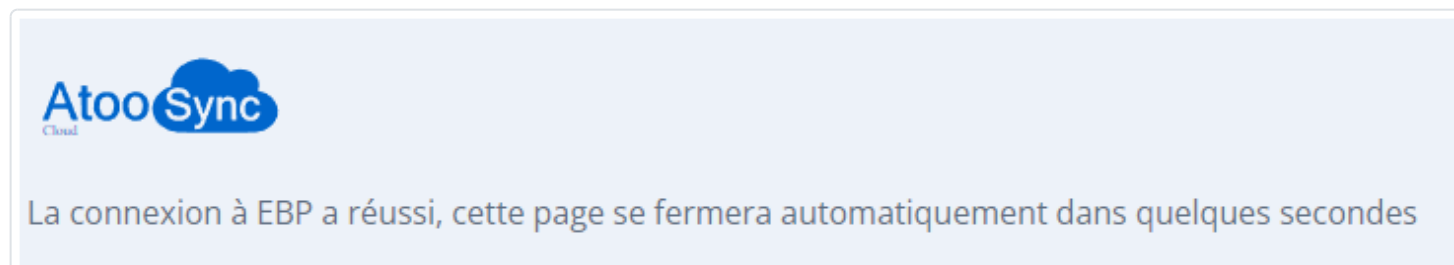 Atoo Sync
Cloud
La connexion à EBP a réussi, cette page se fermera automatiquement dans quelques secondes